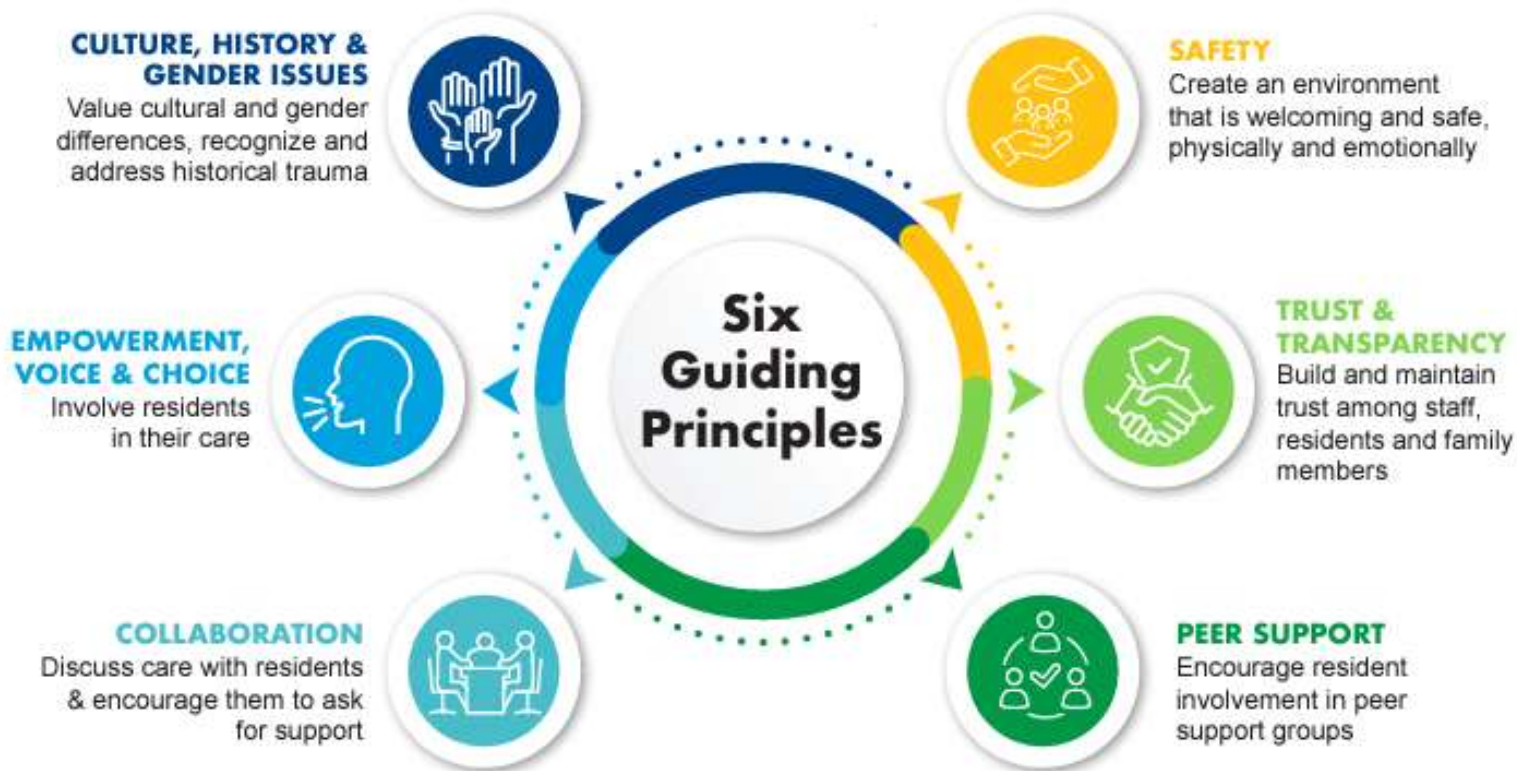 CULTURE, HISTORY &
GENDER ISSUES
Value cultural and gender
differences, recognize and
address historical trauma
SAFETY
Create an environment
that is welcoming and safe,
physically and emotionally
EMPOWERMENT,
VOICE & CHOICE
Involve residents
in their care
Six
Guiding
Principles
TRUST &
TRANSPARENCY
Build and maintain
trust among staff,
residents and family
members
COLLABORATION
Discuss care with residents
& encourage them to ask
for support
PEER SUPPORT
Encourage resident
involvement in peer
support groups